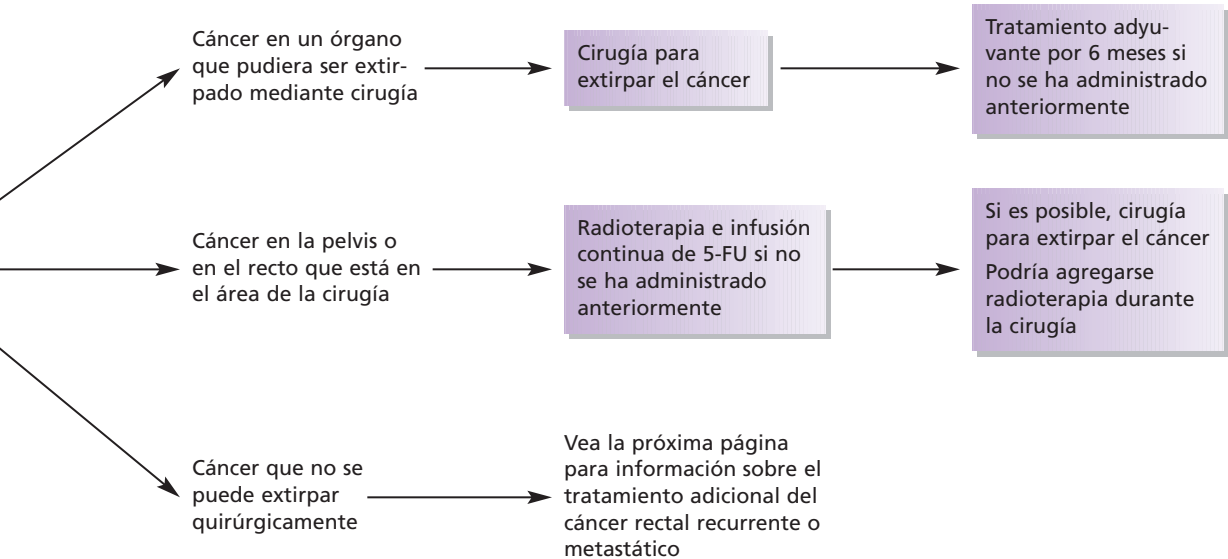 Cáncer en un órgano
que pudiera ser extir-
pado mediante cirugía
Cirugía para
extirpar el cáncer
Tratamiento adyu-
vante por 6 meses si
no se ha administrado
anteriormente
Cáncer en la pelvis o
en el recto que está en
el área de la cirugía
Radioterapia e infusión
continua de 5-FU si no
se ha administrado
anteriormente
Si es posible, cirugía
para extirpar el cáncer
Podría agregarse
radioterapia durante
la cirugía
Cáncer que no se
puede extirpar
quirúrgicamente
Vea la próxima página
para información sobre el
tratamiento adicional del
cáncer rectal recurrente o
metastático